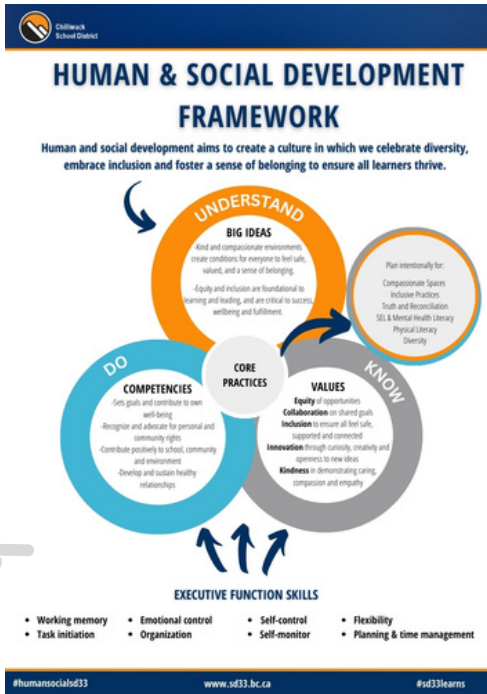 Chilliwack
School District
HUMAN & SOCIAL DEVELOPMENT
FRAMEWORK
Human and social development aims to create a culture in which we celebrate diversity,
embrace inclusion and foster a sense of belonging to ensure all learners thrive.
UNDERSTAND
BIG IDEAS
-Kind and compassionate environments
create conditions for everyone to feel safe,
valued, and a sense of belonging.
-Equity and inclusion are foundational to
learning and leading, and are critical to success,
wellbeing and fulfillment.
Plan intentionally for:
Compassionate Spaces
Inclusive Practices
Truth and Reconciliation
SEL & Mental Health Literacy
Physical Literacy
Diversity
CORE
PRACTICES
DO
COMPETENCIES
-Sets goals and contribute to own
well-being
-Recognize and advocate for personal and
community rights
-Contribute positively to school, community
and environment
-Develop and sustain healthy
relationships
KNOW
VALUES
Equity of opportunities
Collaboration on shared goals
Inclusion to ensure all feel safe,
supported and connected
Innovation through curiosity, creativity and
openness to new ideas
Kindness in demonstrating caring,
compassion and empathy
EXECUTIVE FUNCTION SKILLS
• Working memory • Emotional control • Self-control • Flexibility
• Task initiation • Organization • Self-monitor • Planning & time management
#humansocialsd33 www.sd33.bc.ca #sd33learns